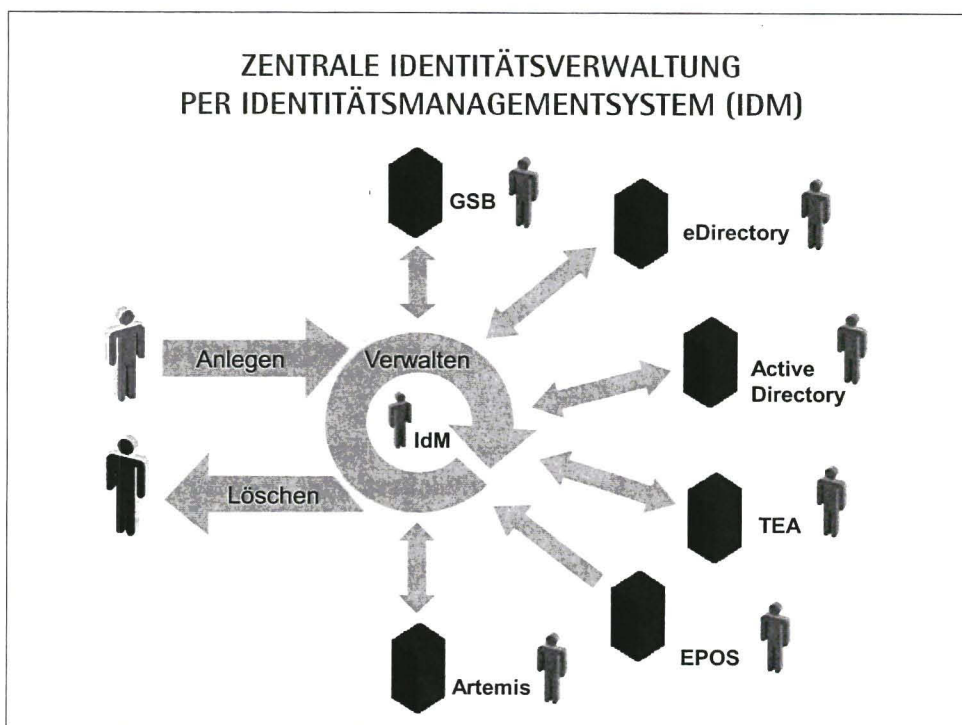 ZENTRALE IDENTITÄTSVERWALTUNG
PER IDENTITÄTSMANAGEMENTSYSTEM (IDM)
GSB
eDirectory
Anlegen
Verwalten
Active
Directory
IdM
Löschen
TEA
EPOS
Artemis